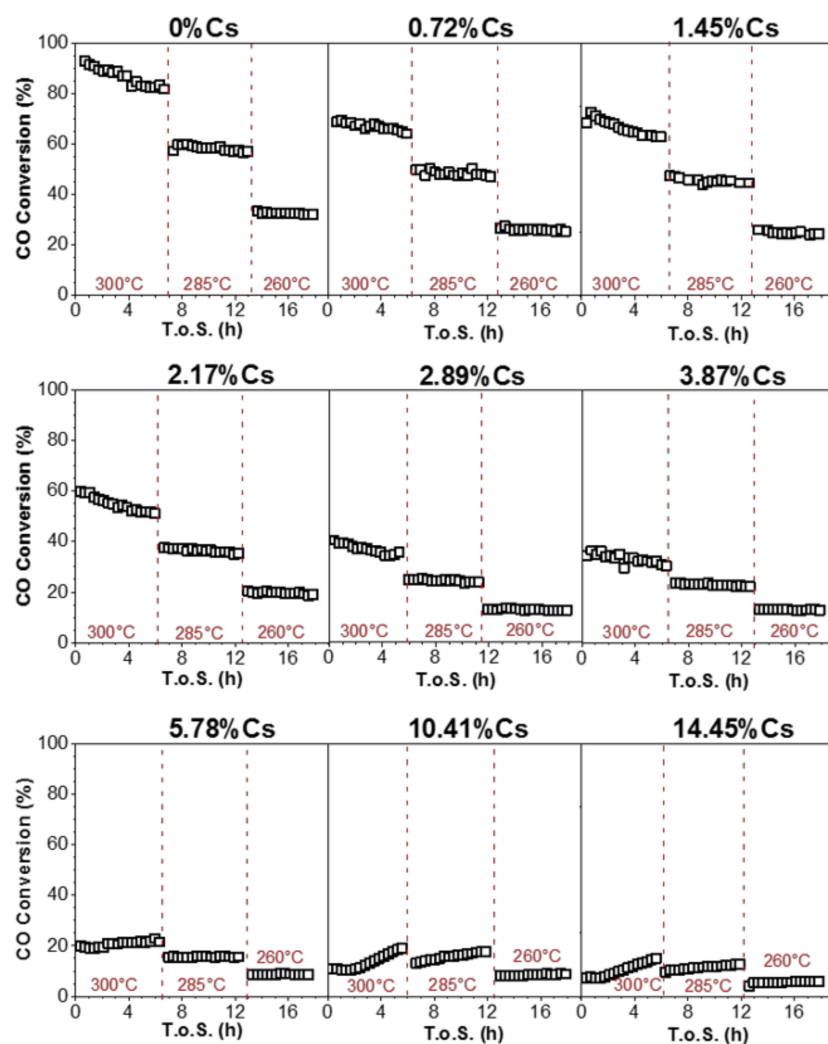 0% Cs 0.72% Cs 1.45% Cs
100
80
60
40
20
0
CO Conversion (%)
300°C 285°C 260°C 300°C 285°C 260°C 300°C 285°C 260°C
0 4 8 12 16 0 4 8 12 16 0 4 8 12 16
T.o.S. (h) T.o.S. (h) T.o.S. (h)
2.17% Cs 2.89% Cs 3.87% Cs
100
80
60
40
20
0
CO Conversion (%)
300°C 285°C 260°C 300°C 285°C 260°C 300°C 285°C 260°C
0 4 8 12 16 0 4 8 12 16 0 4 8 12 16
T.o.S. (h) T.o.S. (h) T.o.S. (h)
5.78% Cs 10.41% Cs 14.45% Cs
100
80
60
40
20
0
CO Conversion (%)
260°C 260°C 260°C
300°C 285°C 300°C 285°C 300°C 285°C
0 4 8 12 16 0 4 8 12 16 0 4 8 12 16
T.o.S. (h) T.o.S. (h) T.o.S. (h)